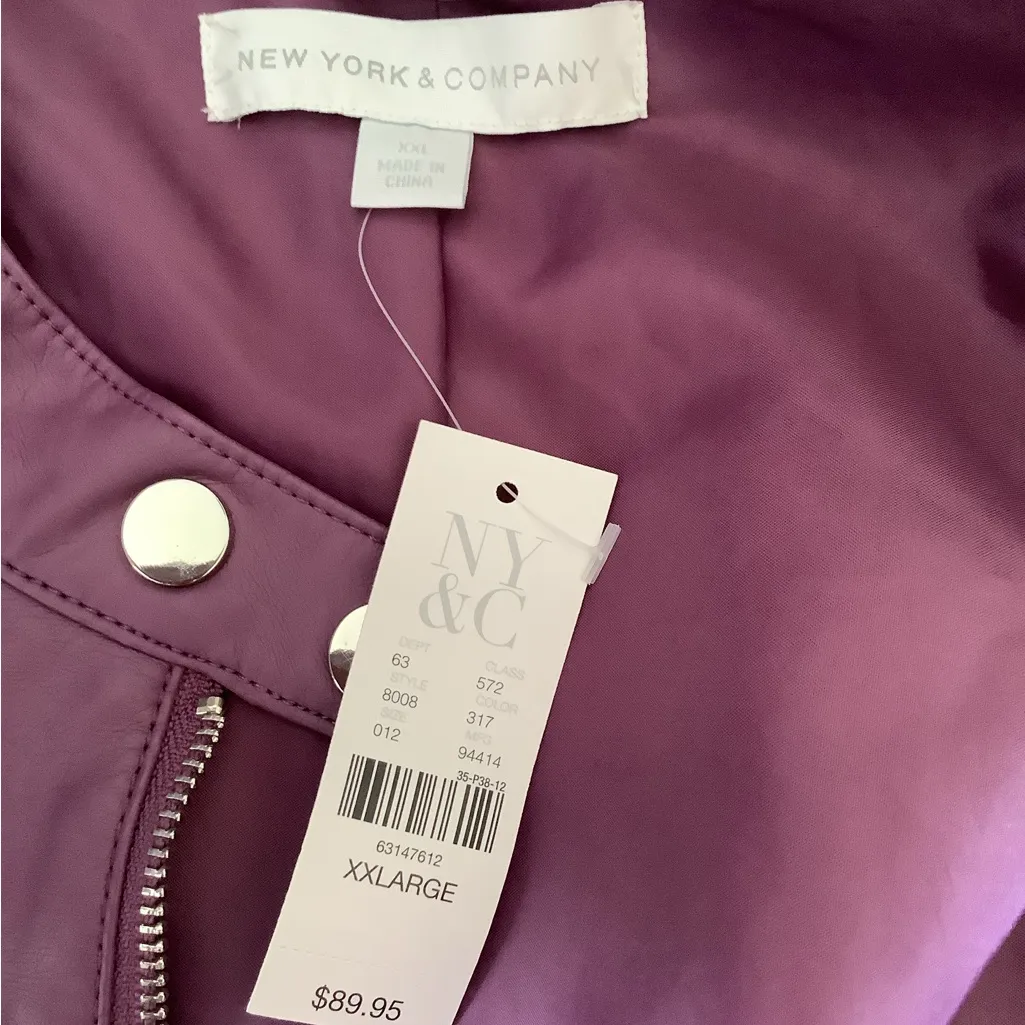 NEW YORK & COMPANY
XXL
MADE IN
CHINA
NY
&C
DEPT
63
CLASS
572
STYLE
8008
COLOR
317
SIZE
012
MFG
94414
35-P38-12
63147612
XXLARGE
$89.95